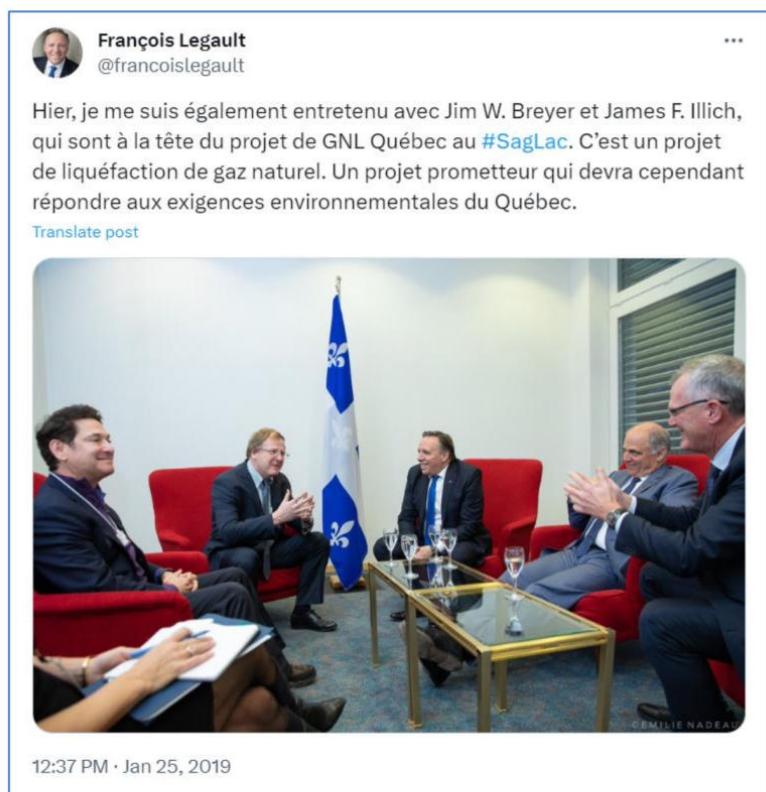 François Legault
@francoislegault
Hier, je me suis également entretenu avec Jim W. Breyer et James F. Illich,
qui sont à la tête du projet de GNL Québec au #SagLac. C’est un projet
de liquéfaction de gaz naturel. Un projet prometteur qui devra cependant
répondre aux exigences environnementales du Québec.
Translate post
©EMILIE NADEAU
12:37 PM · Jan 25, 2019